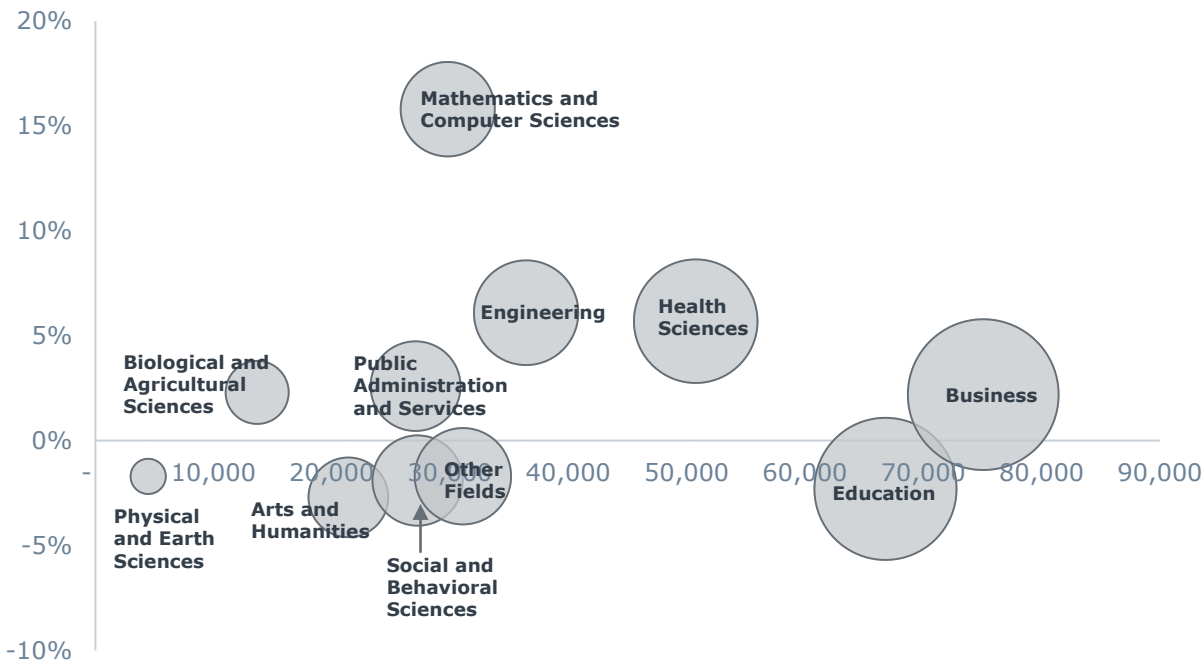 20%
15%
10%
5%
0%
-5%
-10%
-
10,000
20,000
30,000
40,000
50,000
60,000
70,000
80,000
90,000
Mathematics and
Computer Sciences
Engineering
Health
Sciences
Biological and
Agricultural
Sciences
Public
Administration
and Services
Business
Other
Fields
Education
Physical
and Earth
Sciences
Arts and
Humanities
Social and
Behavioral
Sciences